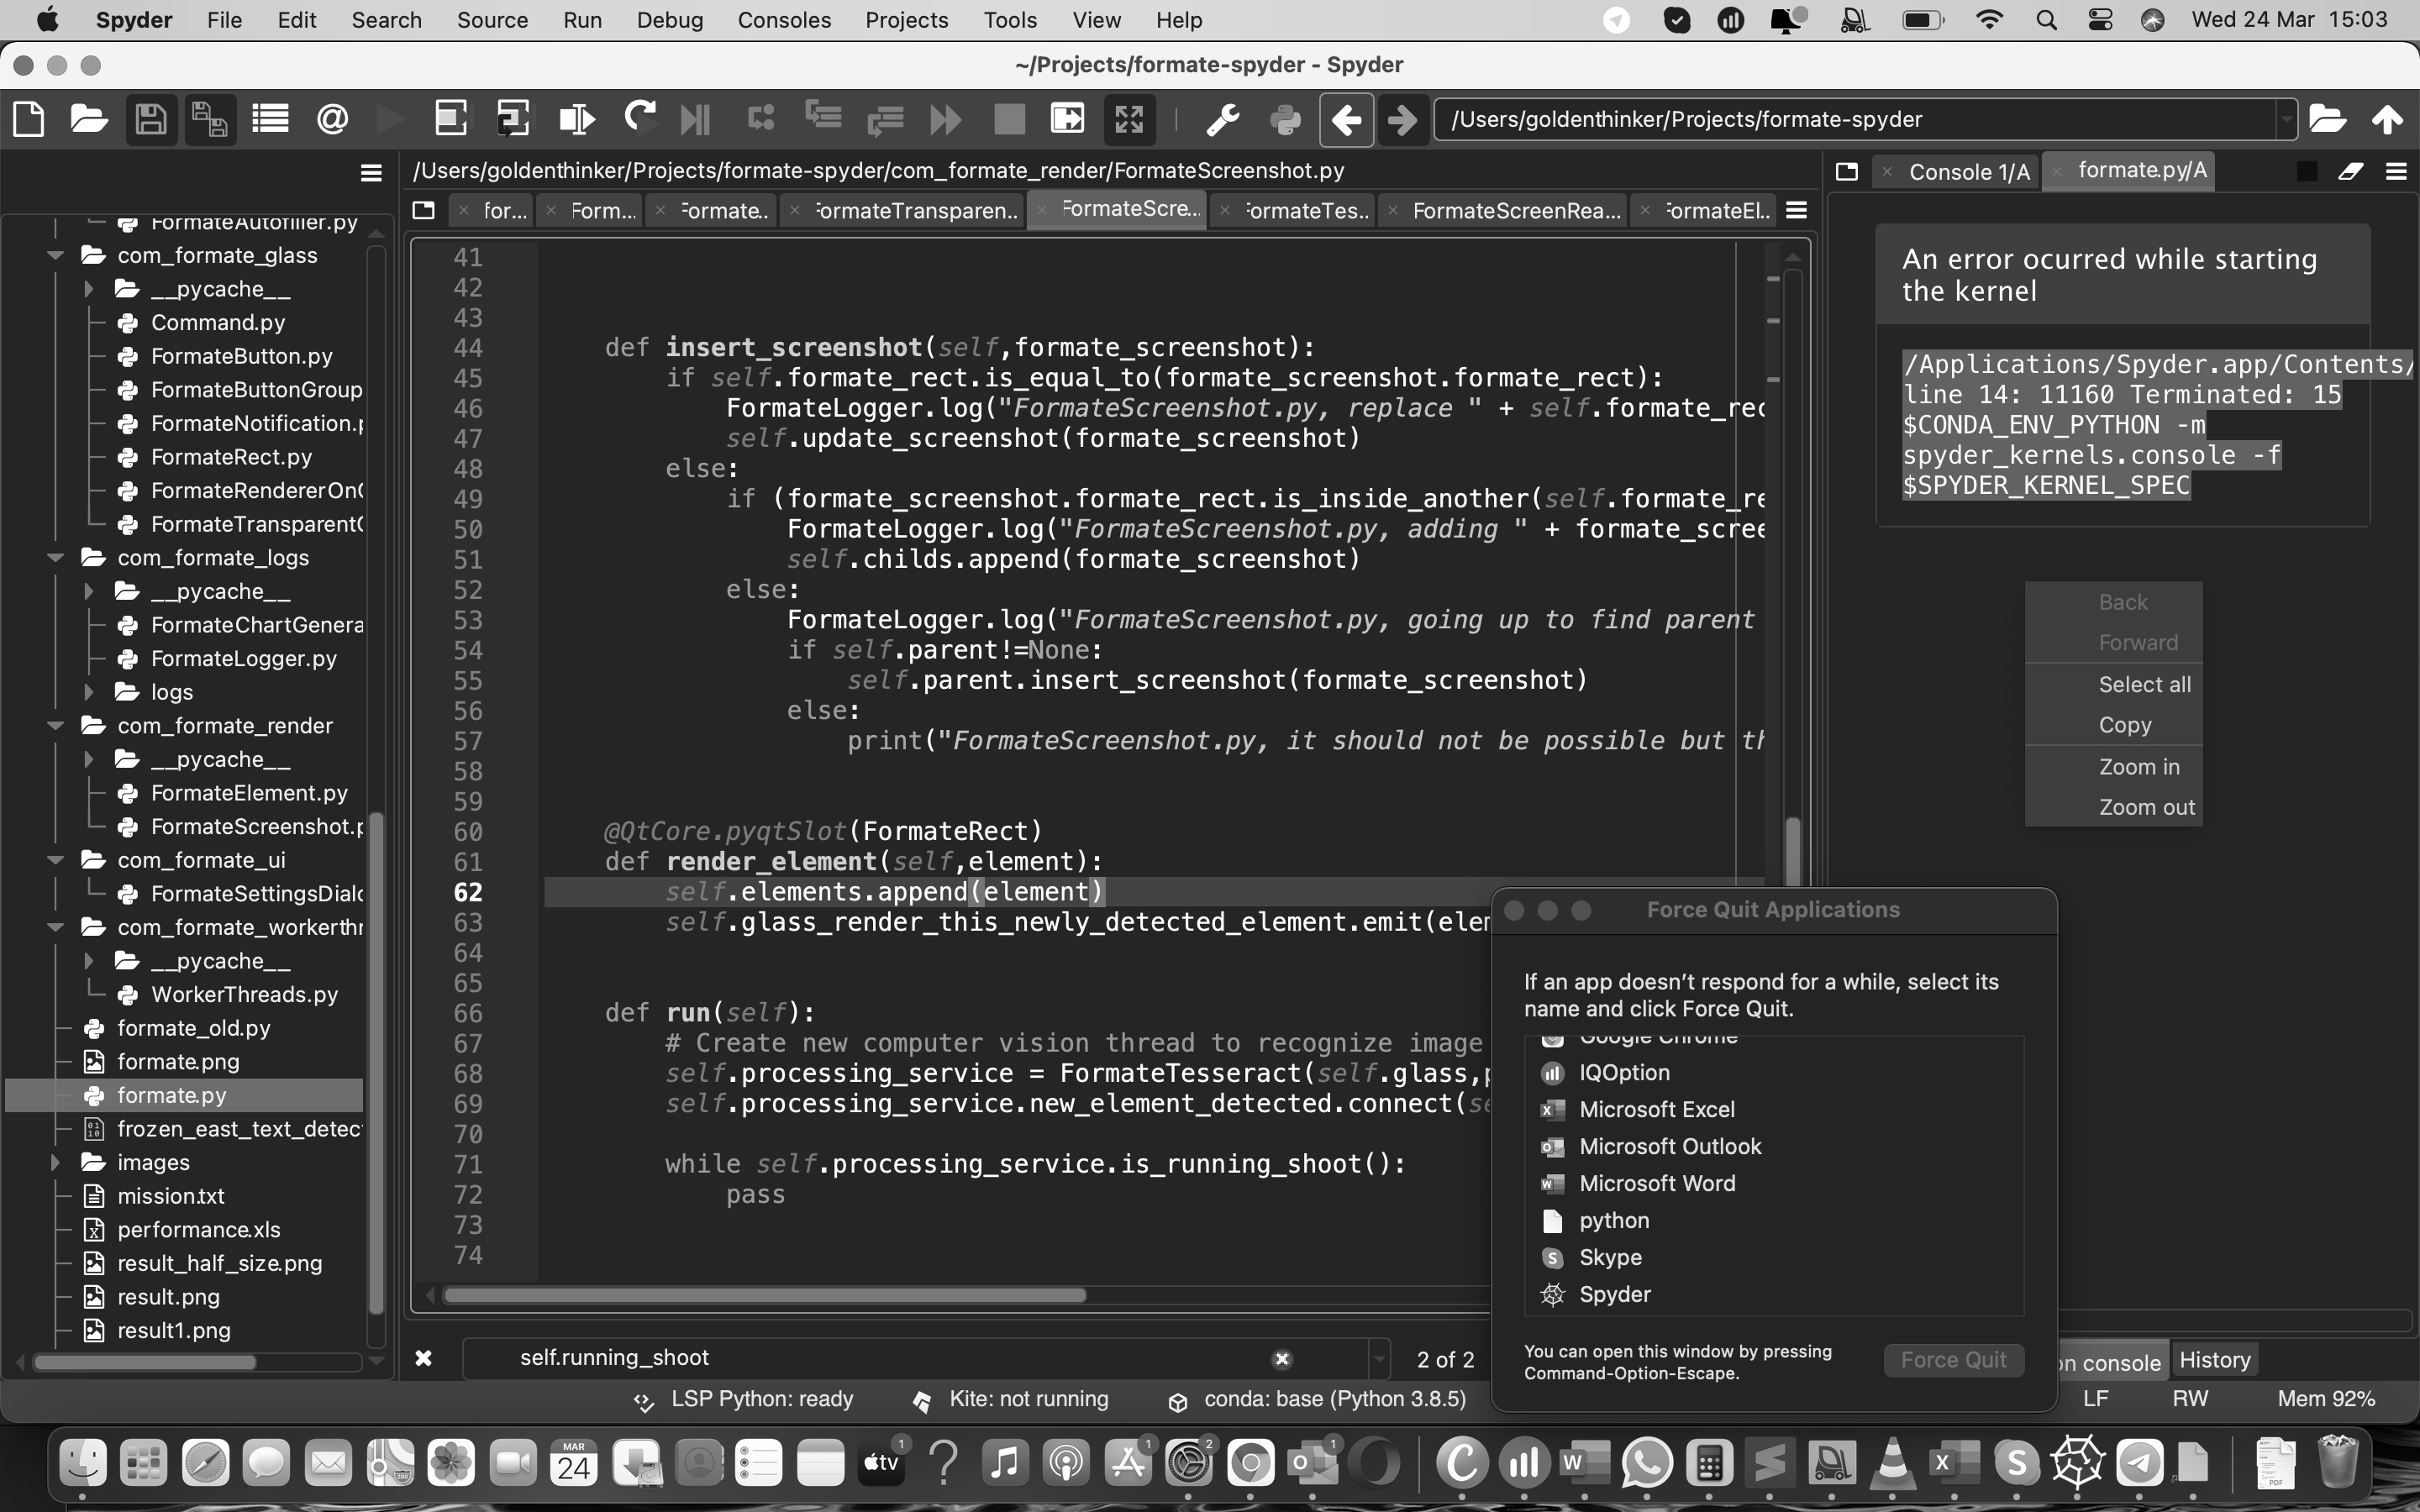 Spyder File Edit Search Source Run Debug Consoles Projects Tools View Help Wed 24 Mar 15:03
~/Projects/formate-spyder - Spyder
/Users/goldenthinker/Projects/formate-spyder
/Users/goldenthinker/Projects/formate-spyder/com_formate_render/FormateScreenshot.py
for... Form... Formate.. ormateTransparen.. FormateScre... ormateTes.. FormateScreenRea... ormateEl..
Console 1/A formate.py/A
FormateAutofiller.py
com_formate_glass
__pycache__
Command.py
FormateButton.py
FormateButtonGroup
FormateNotification.p
FormateRect.py
FormateRendererOn
FormateTransparent
com_formate_logs
__pycache__
FormateChartGenera
FormateLogger.py
logs
com_formate_render
__pycache__
FormateElement.py
FormateScreenshot.p
com_formate_ui
FormateSettingsDial
com_formate_workerthr
__pycache__
WorkerThreads.py
formate_old.py
formate.png
formate.py
frozen_east_text_detec
images
mission.txt
performance.xls
result_half_size.png
result.png
result1.png
41
42
43
44 def insert_screenshot(self,formate_screenshot):
45 if self.formate_rect.is_equal_to(formate_screenshot.formate_rect):
46 FormateLogger.log("FormateScreenshot.py, replace " + self.formate_rec
47 self.update_screenshot(formate_screenshot)
48 else:
49 if (formate_screenshot.formate_rect.is_inside_another(self.formate_re
50 FormateLogger.log("FormateScreenshot.py, adding " + formate_scree
51 self.childs.append(formate_screenshot)
52 else:
53 FormateLogger.log("FormateScreenshot.py, going up to find parent
54 if self.parent!=None:
55 self.parent.insert_screenshot(formate_screenshot)
56 else:
57 print("FormateScreenshot.py, it should not be possible but th
58
59
60 @QtCore.pyqtSlot(FormateRect)
61 def render_element(self,element):
62 self.elements.append(element)
63 self.glass_render_this_newly_detected_element.emit(elem
64
65
66 def run(self):
67 # Create new computer vision thread to recognize image
68 self.processing_service = FormateTesseract(self.glass,p
69 self.processing_service.new_element_detected.connect(se
70
71 while self.processing_service.is_running_shoot():
72 pass
73
74
self.running_shoot 2 of 2
An error ocurred while starting
the kernel
/Applications/Spyder.app/Contents/
line 14: 11160 Terminated: 15
$CONDA_ENV_PYTHON -m
spyder_kernels.console -f
$SPYDER_KERNEL_SPEC
Back
Forward
Select all
Copy
Zoom in
Zoom out
Force Quit Applications
If an app doesn't respond for a while, select its
name and click Force Quit.
Google Chrome
IQOption
Microsoft Excel
Microsoft Outlook
Microsoft Word
python
Skype
Spyder
You can open this window by pressing
Command-Option-Escape.
Force Quit
on console History
LSP Python: ready Kite: not running conda: base (Python 3.8.5) LF RW Mem 92%
MAR
24
280
tv
1
1
2
1
PDF